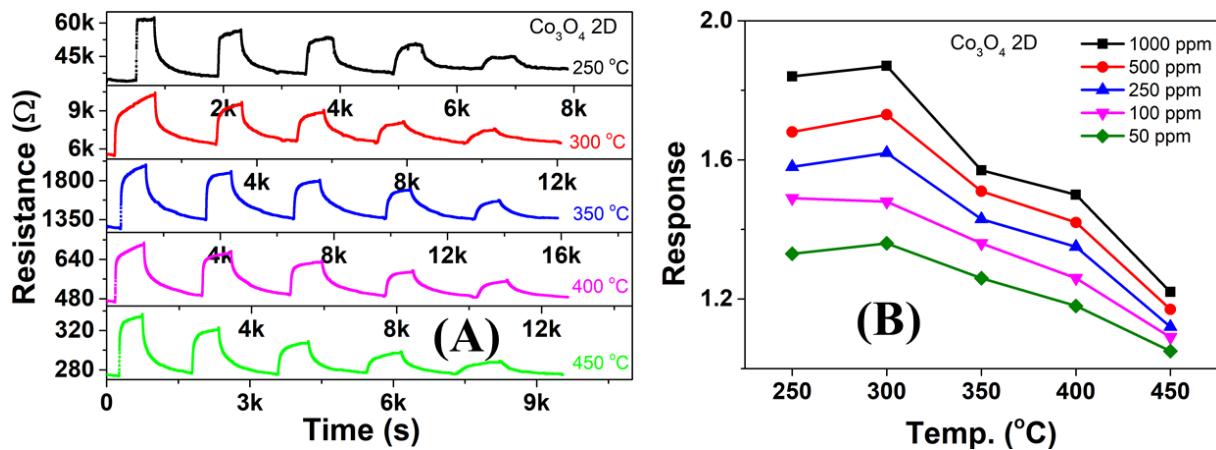 Resistance (Ω)
60k
45k
Co₃O₄ 2D
250 °C
2k 4k 6k 8k
9k
6k
300 °C
4k 8k 12k
1800
1350
350 °C
4k 8k 12k 16k
640
480
400 °C
4k 8k 12k
320
280
(A)
450 °C
0 3k 6k 9k
Time (s)
Response
2.0
1.6
1.2
Co₃O₄ 2D
1000 ppm
500 ppm
250 ppm
100 ppm
50 ppm
(B)
250 300 350 400 450
Temp. (°C)